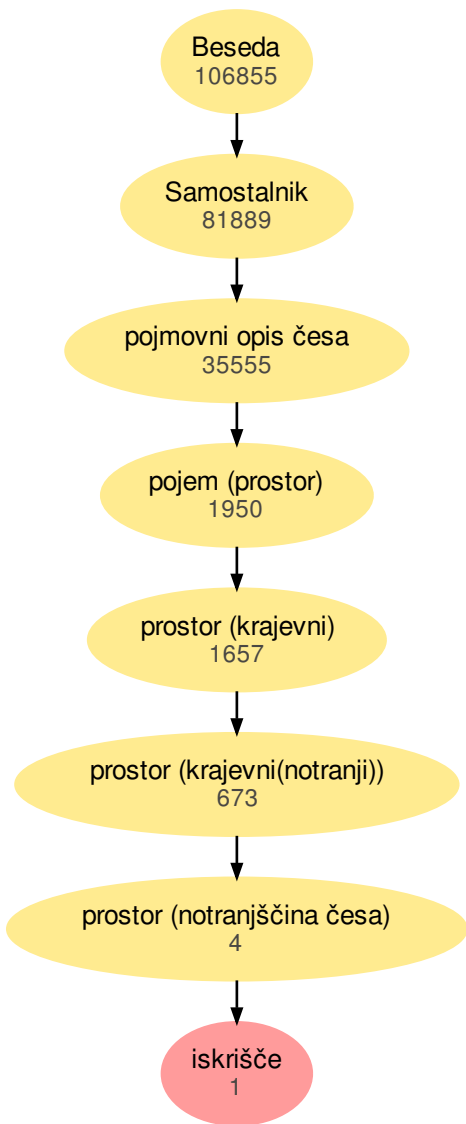 Beseda
106855
Samostalnik
81889
pojmovni opis česa
35555
pojem (prostor)
1950
prostor (krajevni)
1657
prostor (krajevni(notranji))
673
prostor (notranjščina česa)
4
iskrišče
1